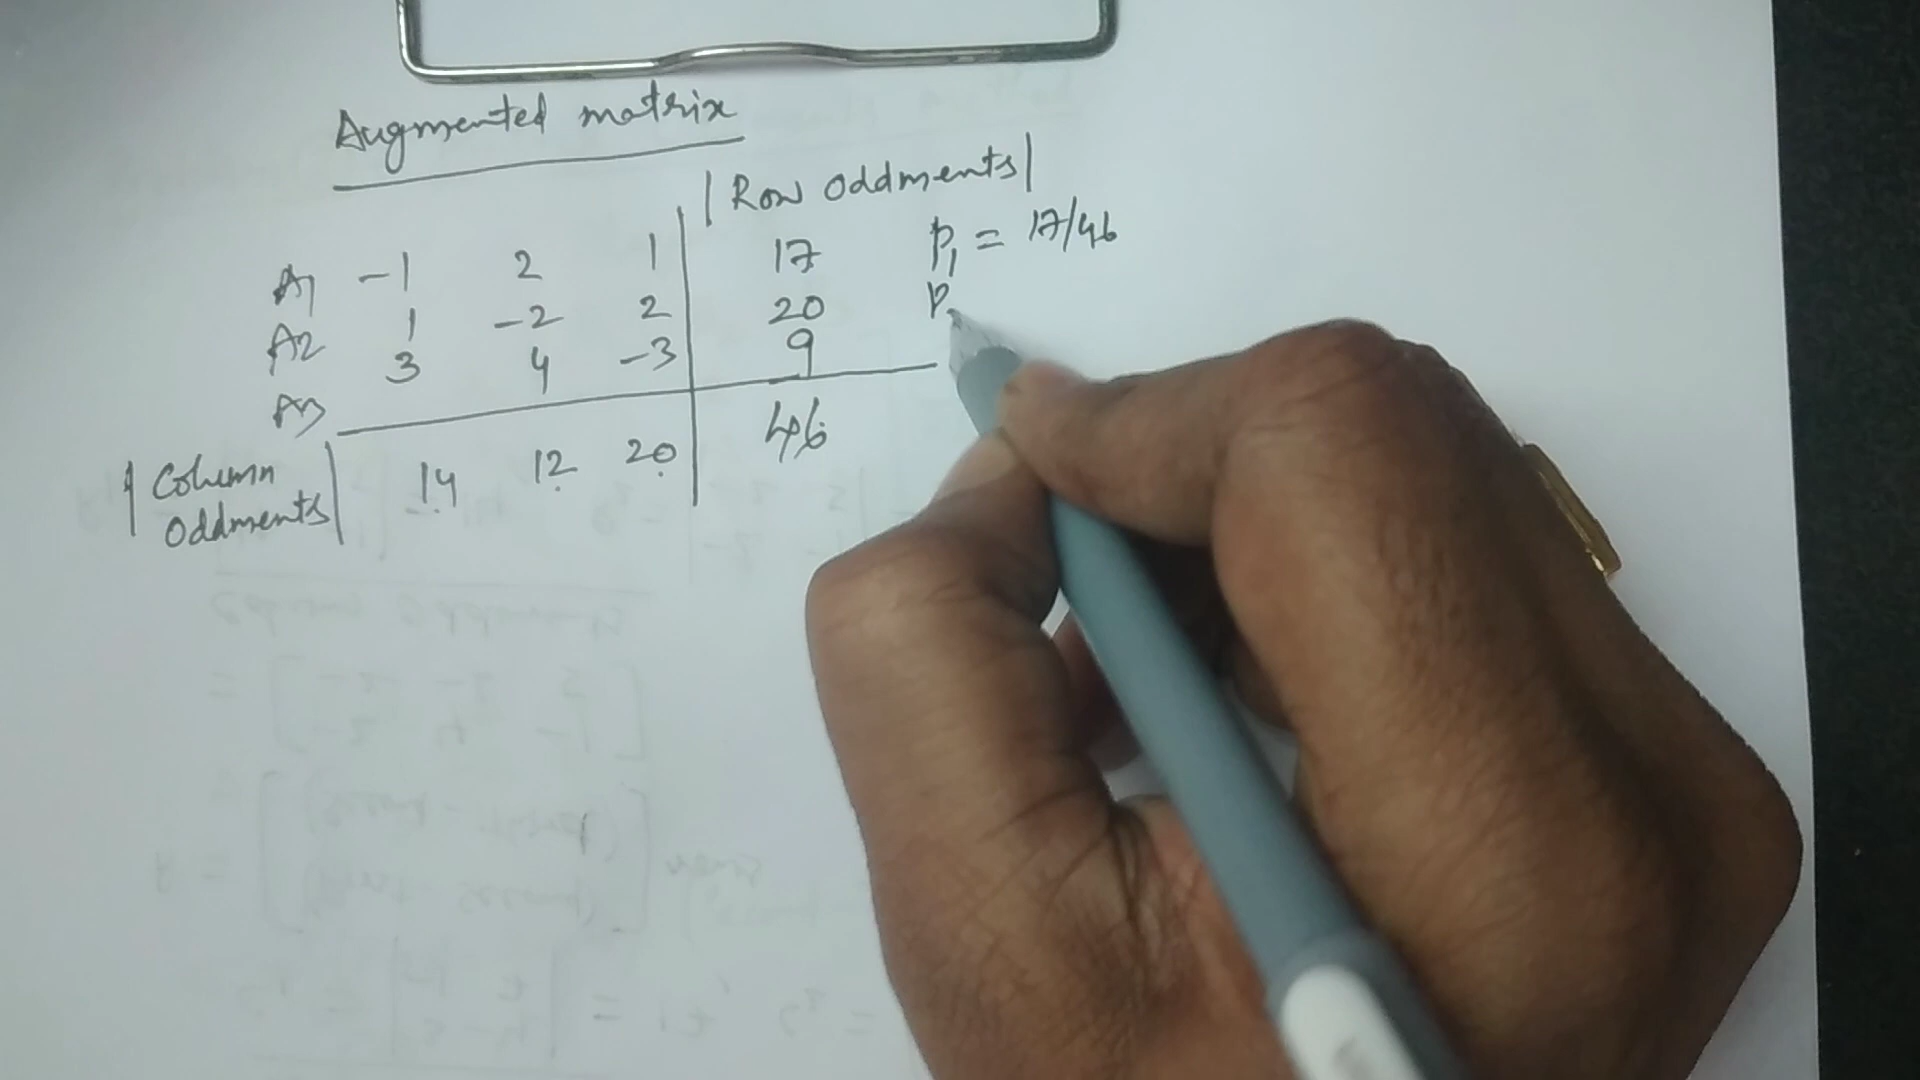 Augmented matrix
|Row oddments|
A1 -1 2 1 17 P1 = 17/46
A2 1 -2 2 20 P
A3 3 4 -3 9
46
|Column oddments| 14 12 20